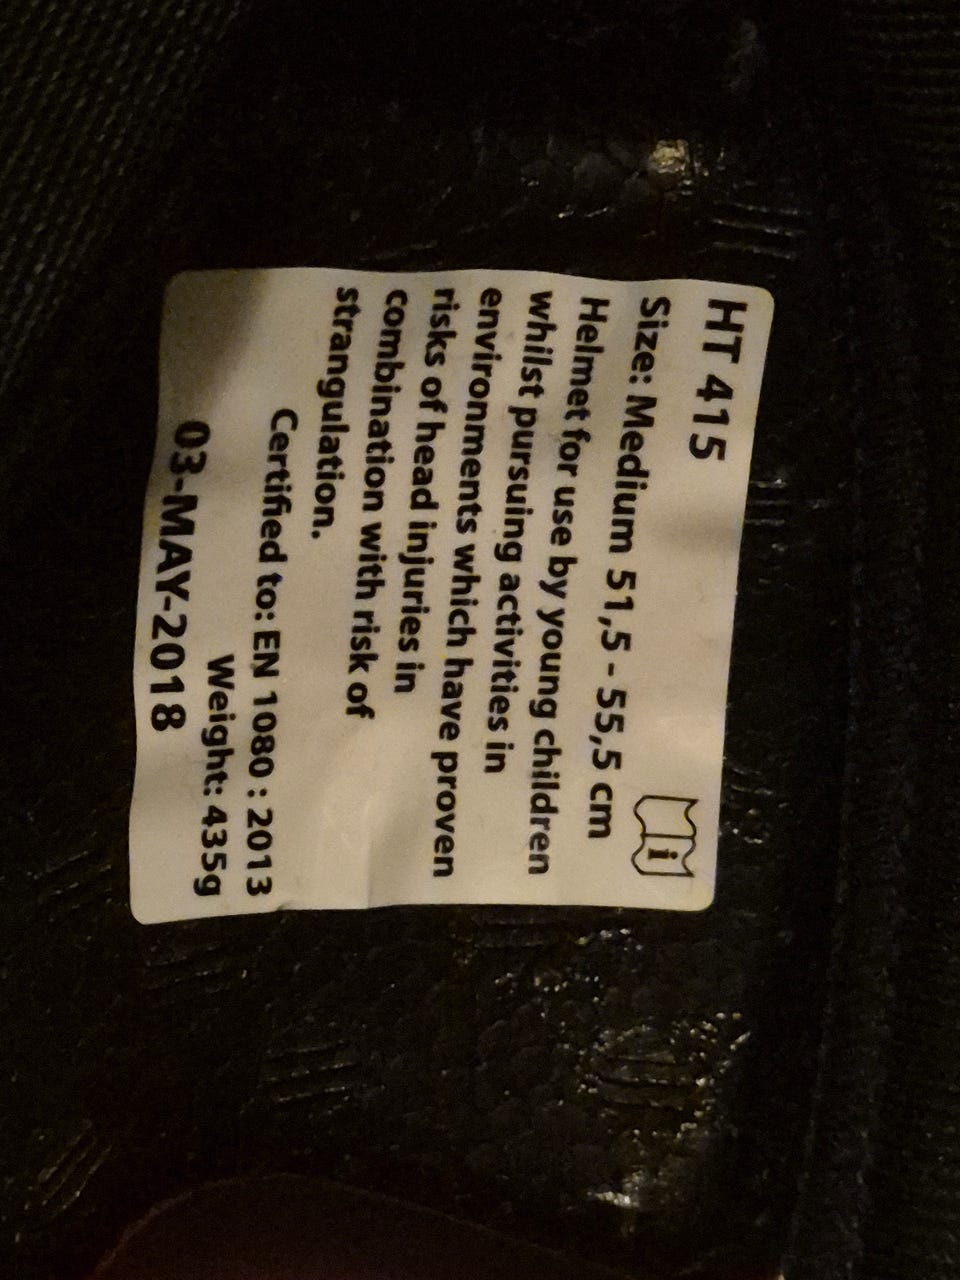 HT 415
Size: Medium 51,5 - 55,5 cm
i
Helmet for use by young children
whilst pursuing activities in
environments which have proven
risks of head injuries in
combination with risk of
strangulation.
Certified to: EN 1080 : 2013
Weight: 435g
03-MAY-2018